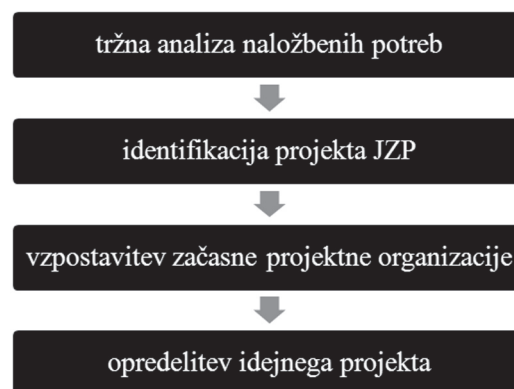 tržna analiza naložbenih potreb
identifikacija projekta JZP
vzpostavitev začasne projektne organizacije
opredelitev idejnega projekta